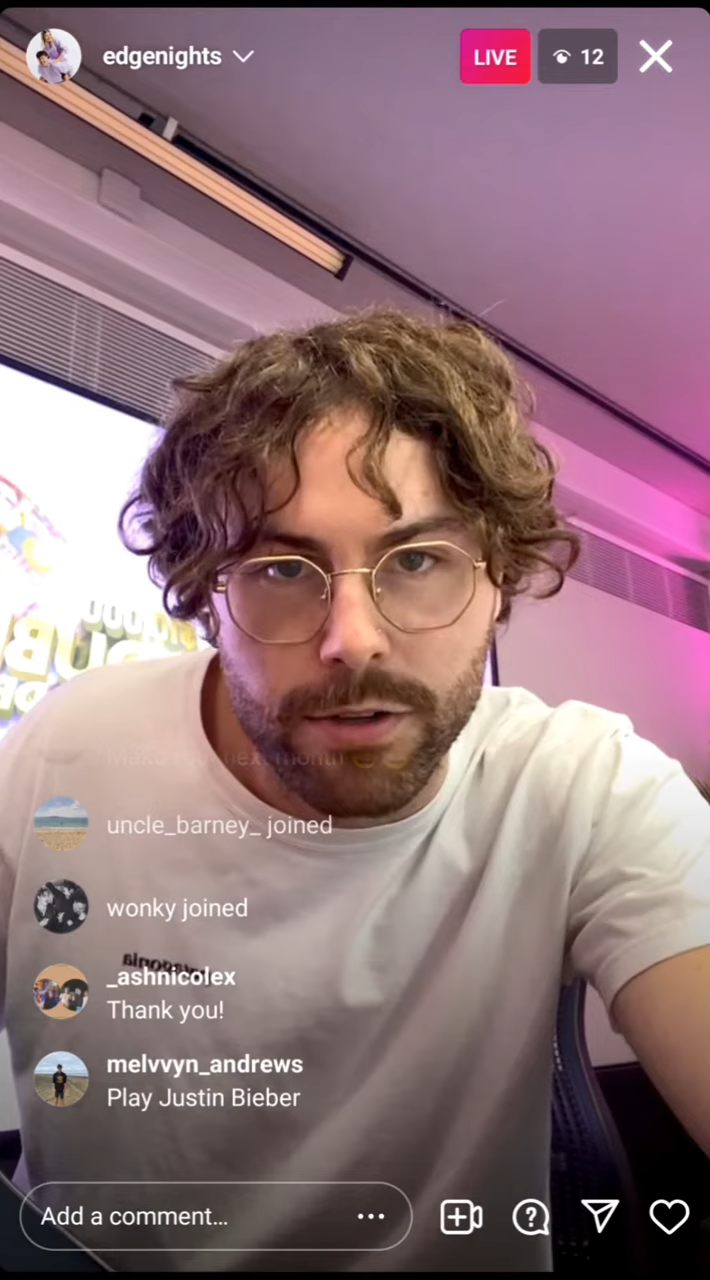 edgenights
LIVE
12
uncle_barney_ joined
wonky joined
_ashnicolex
Thank you!
melvvyn_andrews
Play Justin Bieber
Add a comment…